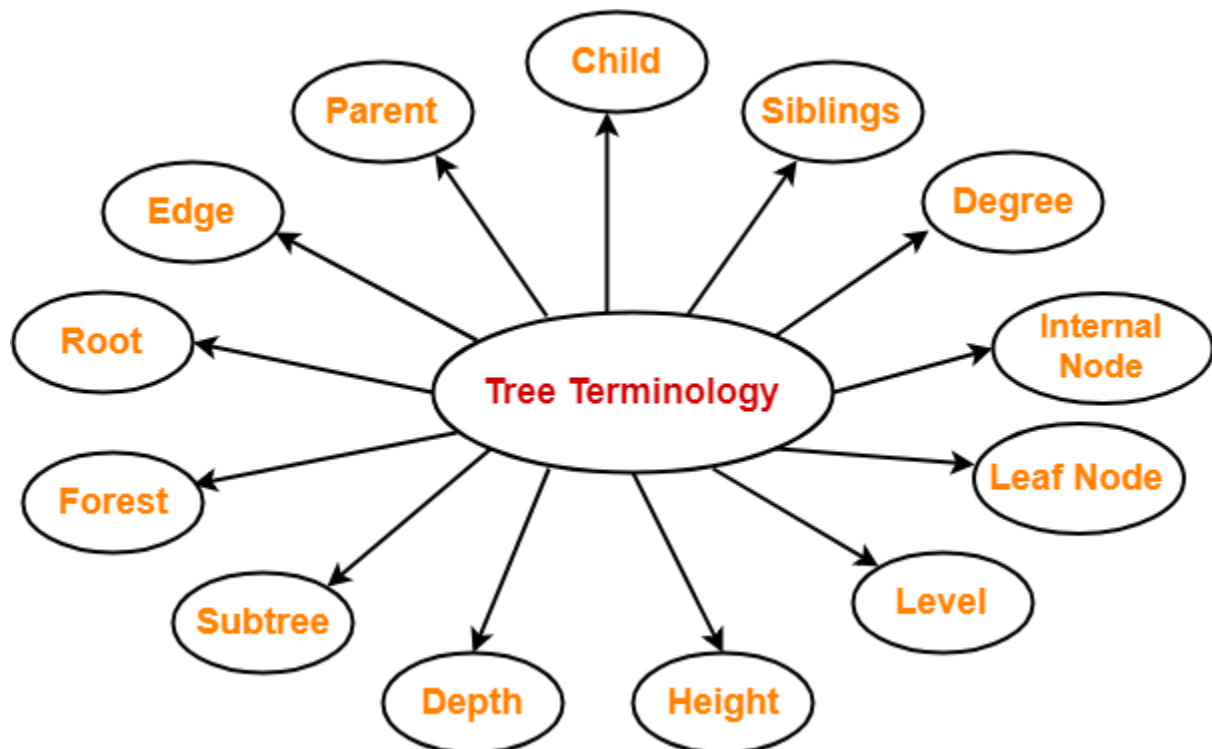 Child
Parent
Siblings
Edge
Degree
Root
Internal
Node
Tree Terminology
Forest
Leaf Node
Subtree
Level
Depth
Height